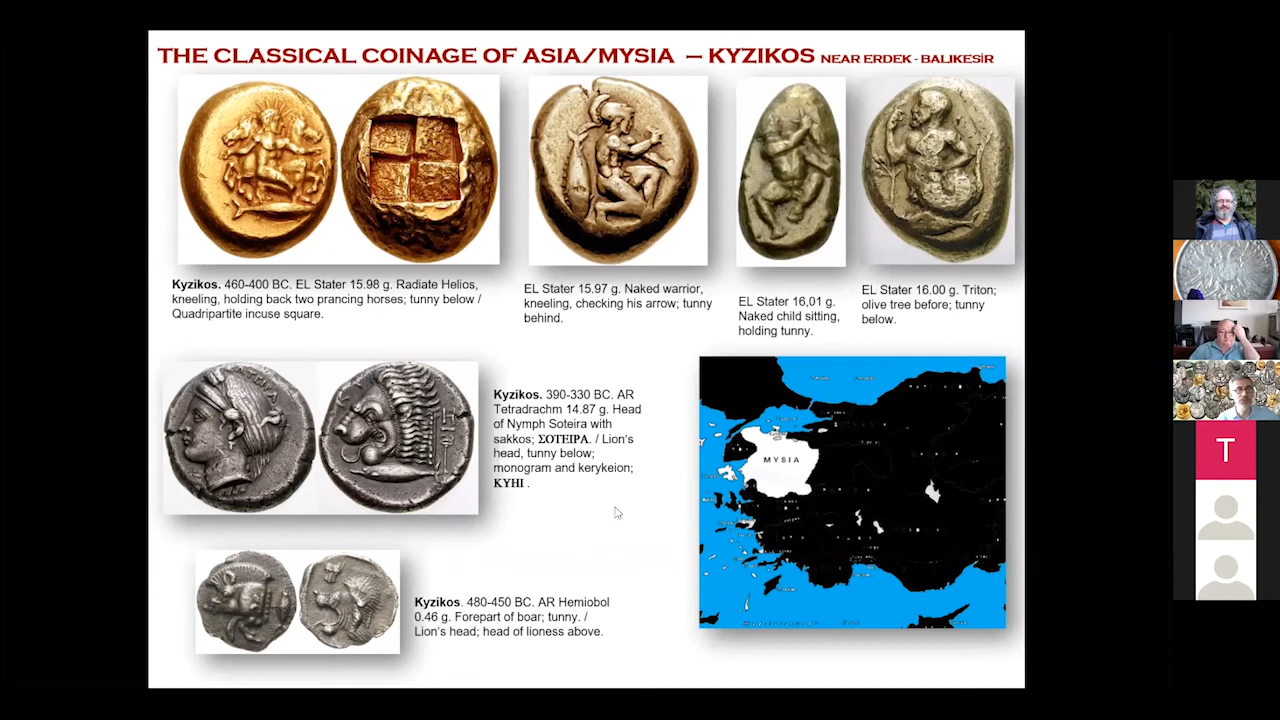 THE CLASSICAL COINAGE OF ASIA/MYSIA – KYZIKOS NEAR ERDEK - BALIKESİR
Kyzikos. 460-400 BC. EL Stater 15.98 g. Radiate Helios,
kneeling, holding back two prancing horses; tunny below /
Quadripartite incuse square.
EL Stater 15.97 g. Naked warrior,
kneeling, checking his arrow; tunny
behind.
EL Stater 16,01 g.
Naked child sitting,
holding tunny.
EL Stater 16.00 g. Triton;
olive tree before; tunny
below.
Kyzikos. 390-330 BC. AR
Tetradrachm 14.87 g. Head
of Nymph Soteira with
sakkos; ΣΟΤΕΙΡΑ. / Lion's
head, tunny below;
monogram and kerykeion;
ΚΥΗΙ .
MYSIA
Kyzikos. 480-450 BC. AR Hemiobol
0.46 g. Forepart of boar; tunny. /
Lion's head; head of lioness above.
T